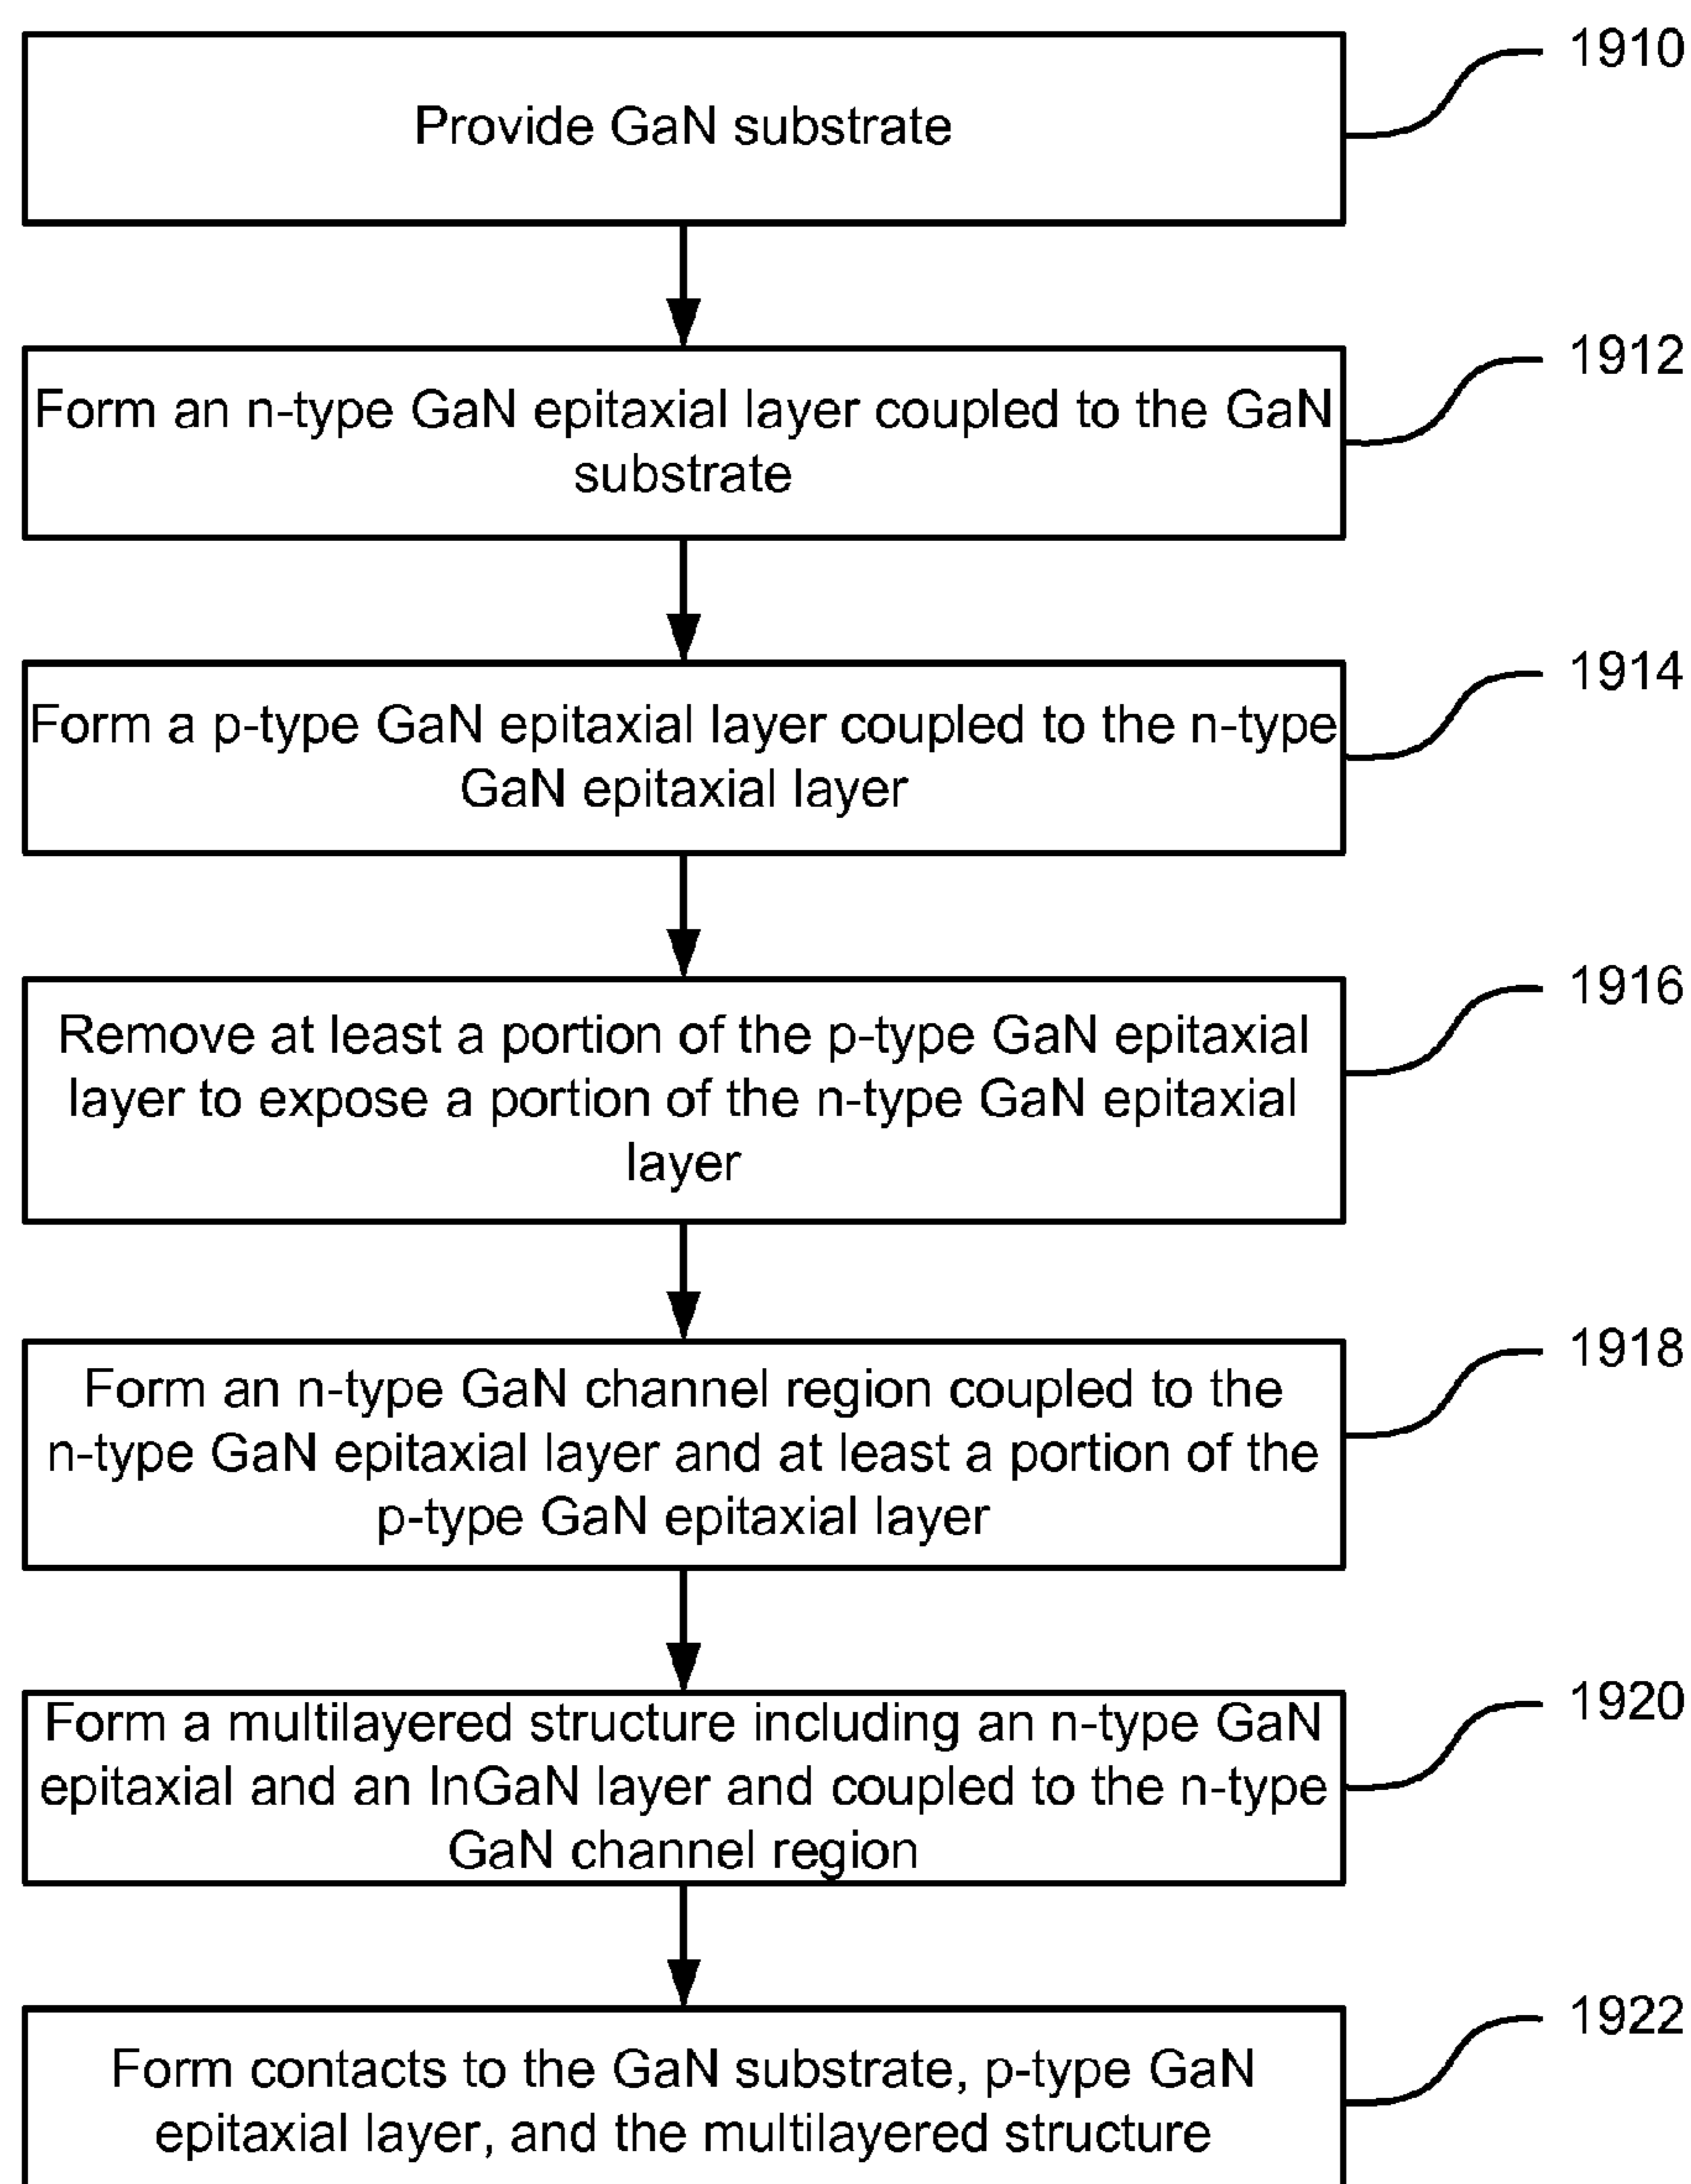 1910
Provide GaN substrate
1912
Form an n-type GaN epitaxial layer coupled to the GaN
substrate
1914
Form a p-type GaN epitaxial layer coupled to the n-type
GaN epitaxial layer
1916
Remove at least a portion of the p-type GaN epitaxial
layer to expose a portion of the n-type GaN epitaxial
layer
1918
Form an n-type GaN channel region coupled to the
n-type GaN epitaxial layer and at least a portion of the
p-type GaN epitaxial layer
1920
Form a multilayered structure including an n-type GaN
epitaxial and an InGaN layer and coupled to the n-type
GaN channel region
1922
Form contacts to the GaN substrate, p-type GaN
epitaxial layer, and the multilayered structure